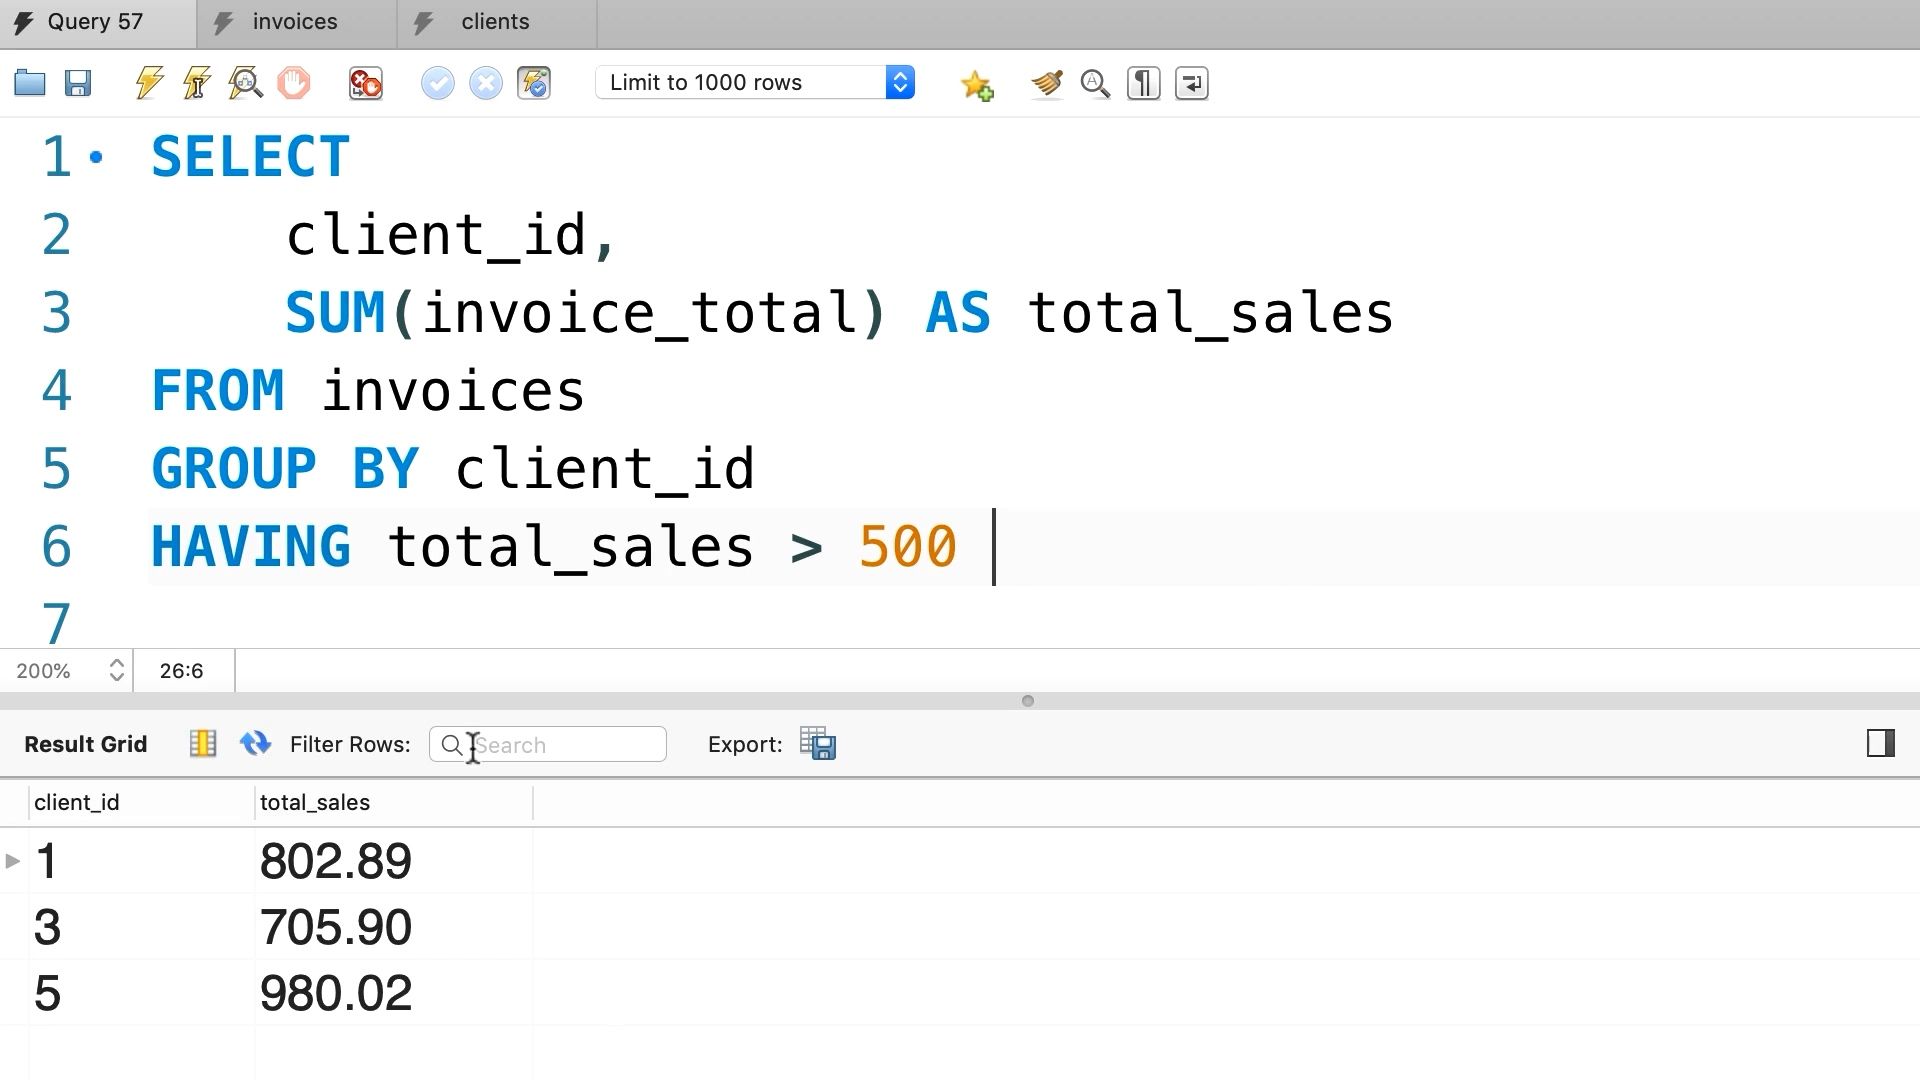 Query 57 invoices clients
Limit to 1000 rows
1 SELECT
2 client_id,
3 SUM(invoice_total) AS total_sales
4 FROM invoices
5 GROUP BY client_id
6 HAVING total_sales > 500
7
200% 26:6
Result Grid Filter Rows: Search Export:
client_id total_sales
1 802.89
3 705.90
5 980.02